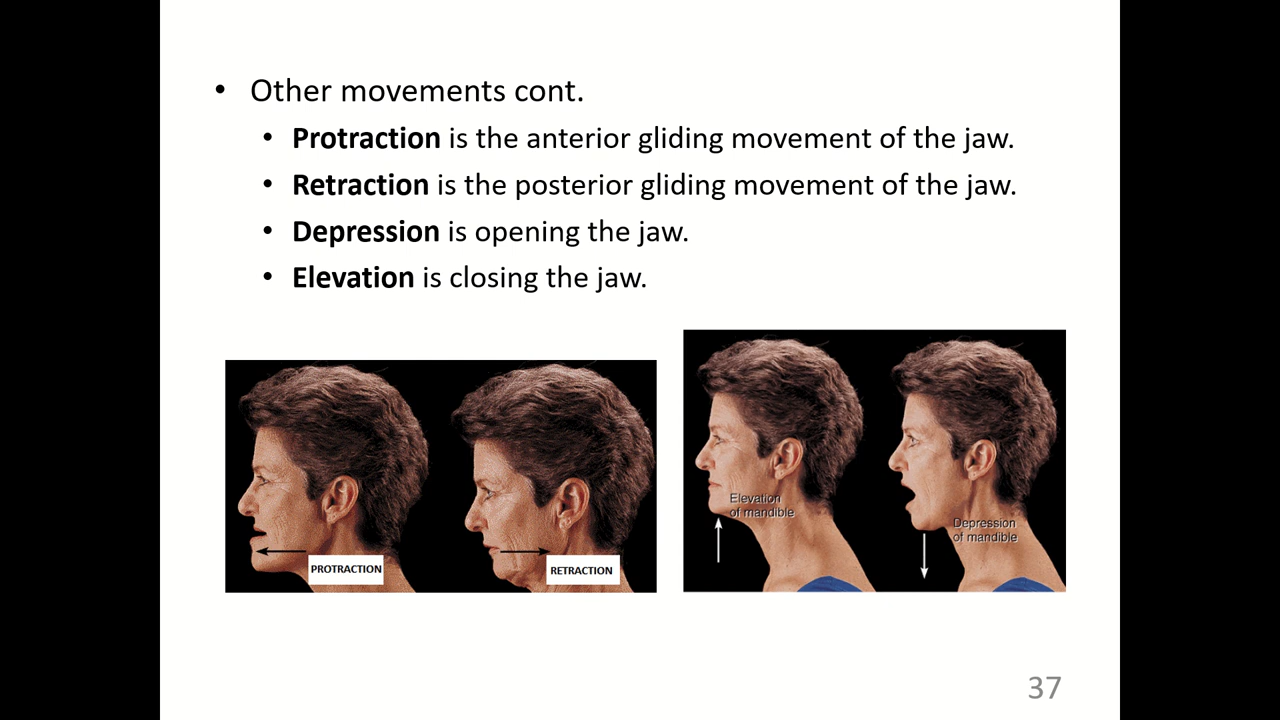 • Other movements cont.
• Protraction is the anterior gliding movement of the jaw.
• Retraction is the posterior gliding movement of the jaw.
• Depression is opening the jaw.
• Elevation is closing the jaw.
PROTRACTION
RETRACTION
Elevation
of mandible
Depression
of mandible
37